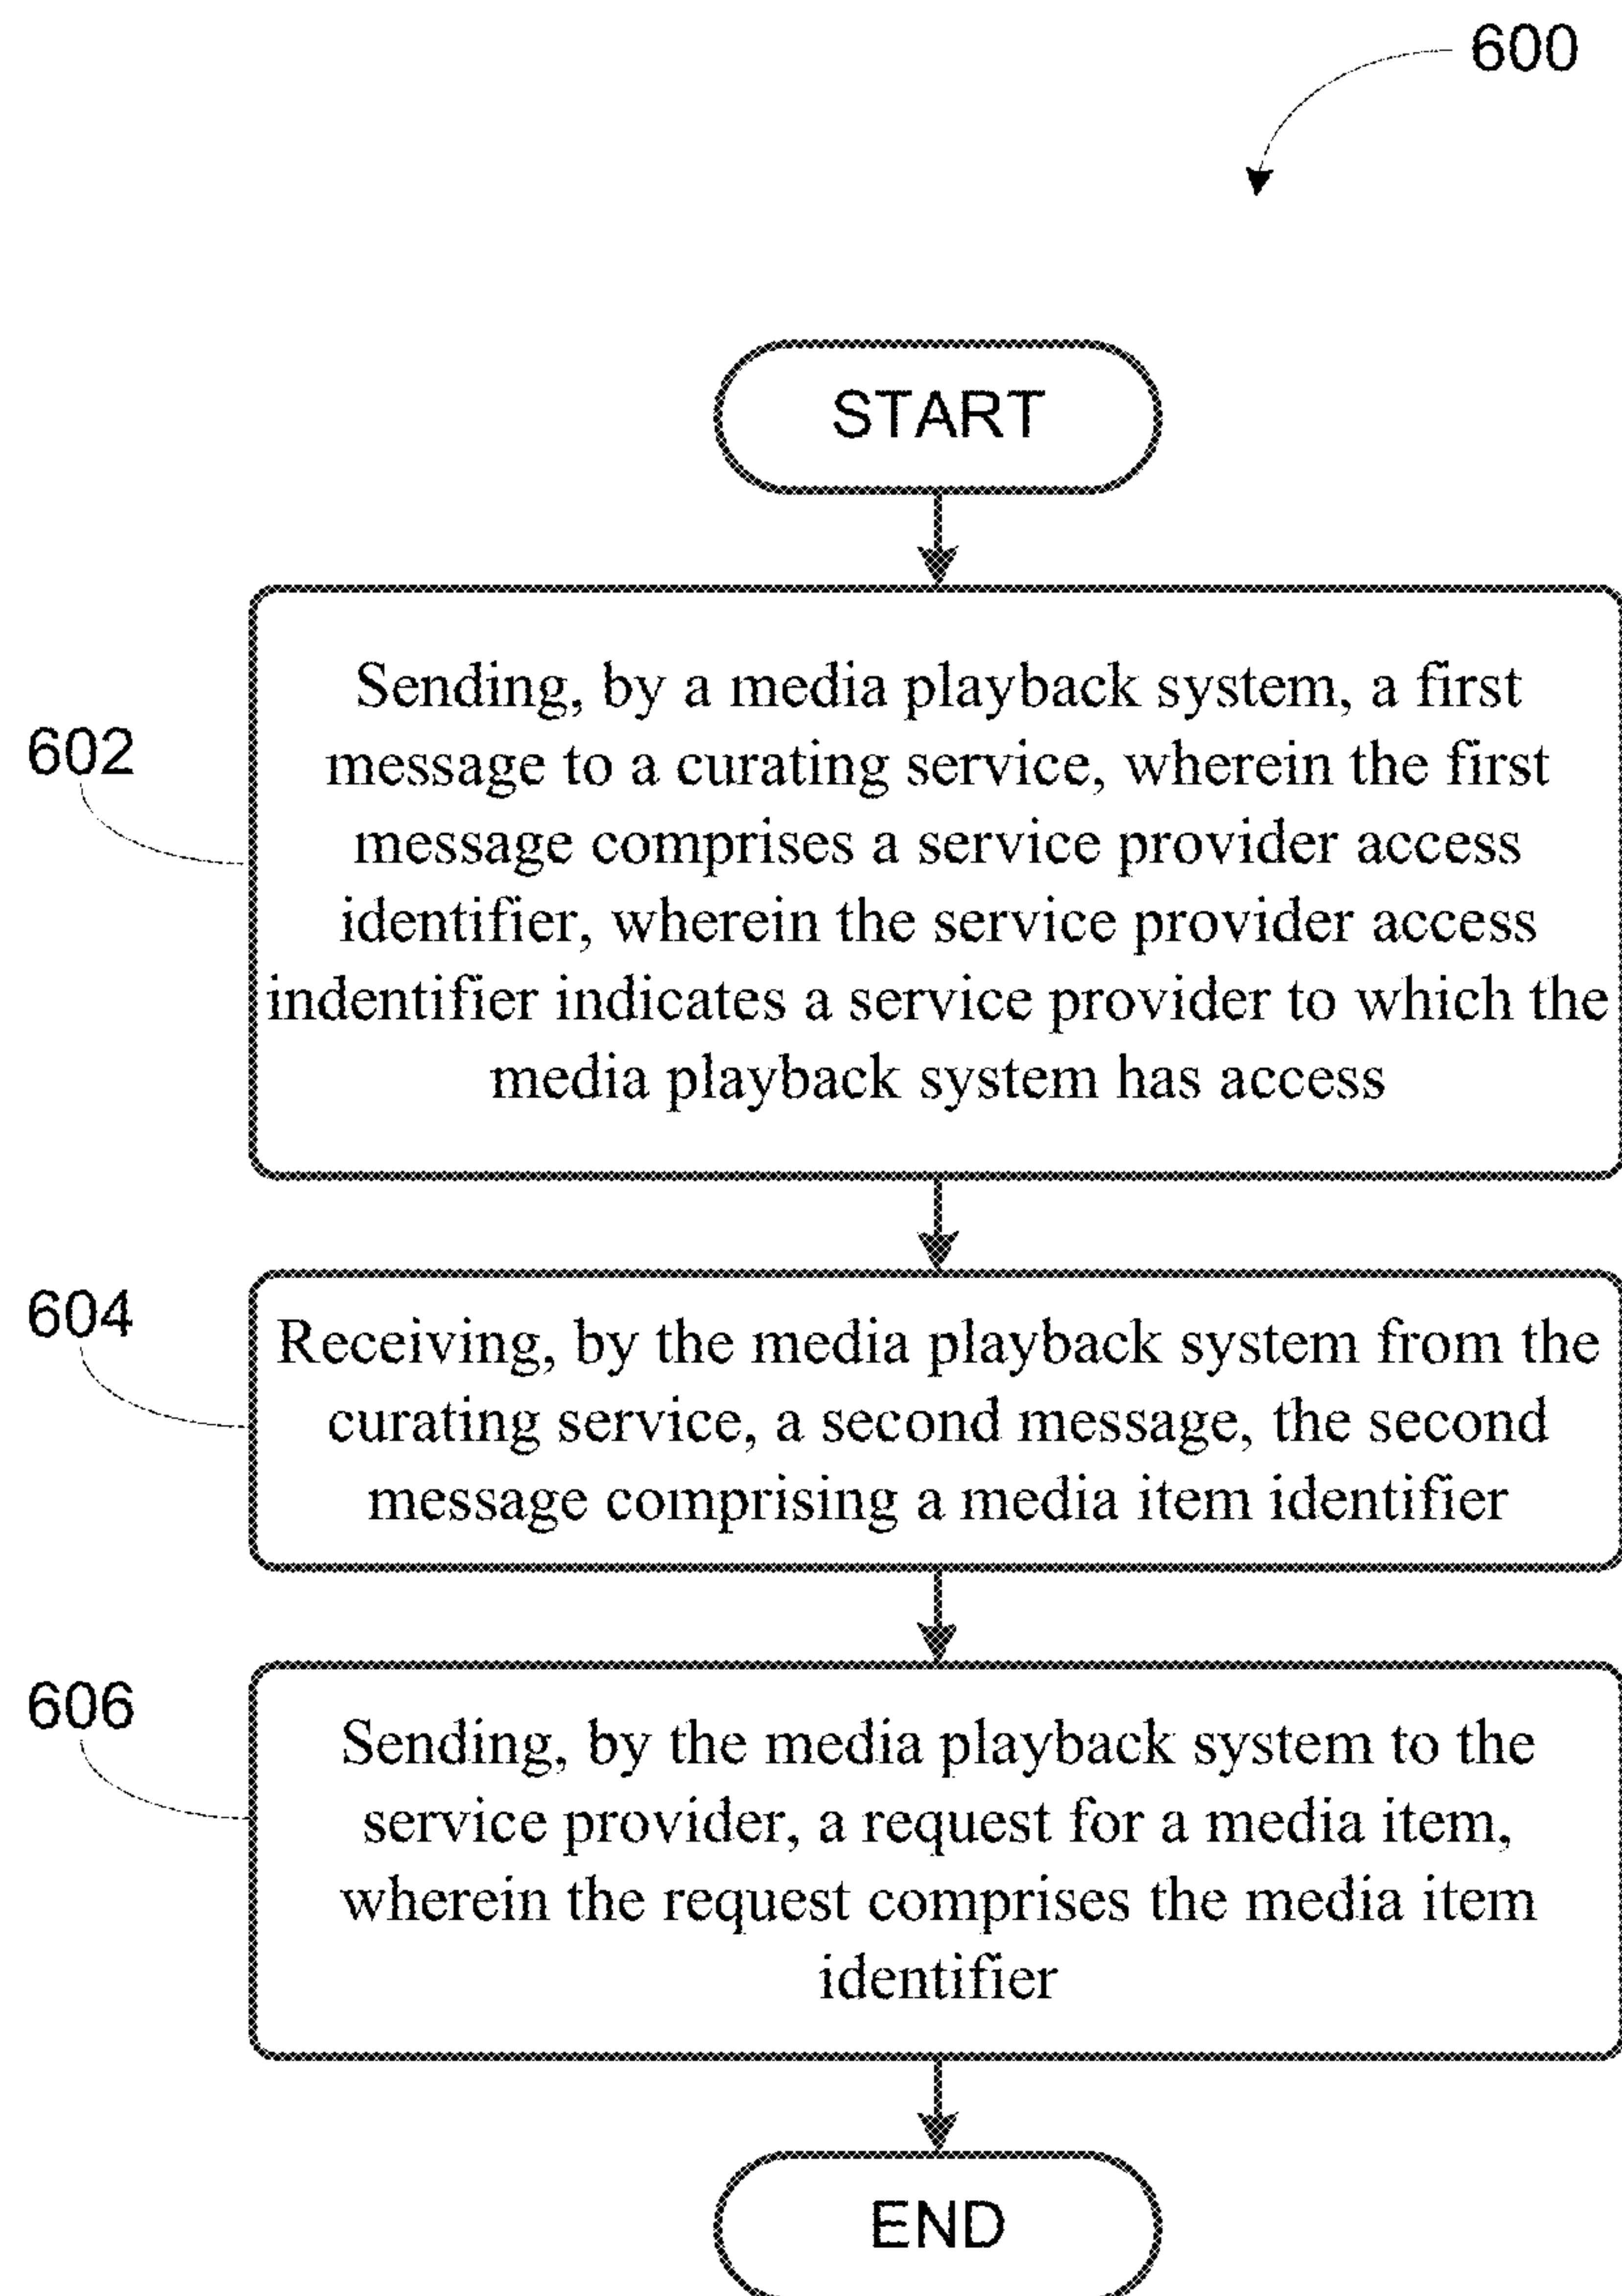 600
START
602
Sending, by a media playback system, a first
message to a curating service, wherein the first
message comprises a service provider access
identifier, wherein the service provider access
indentifier indicates a service provider to which the
media playback system has access
604
Receiving, by the media playback system from the
curating service, a second message, the second
message comprising a media item identifier
606
Sending, by the media playback system to the
service provider, a request for a media item,
wherein the request comprises the media item
identifier
END